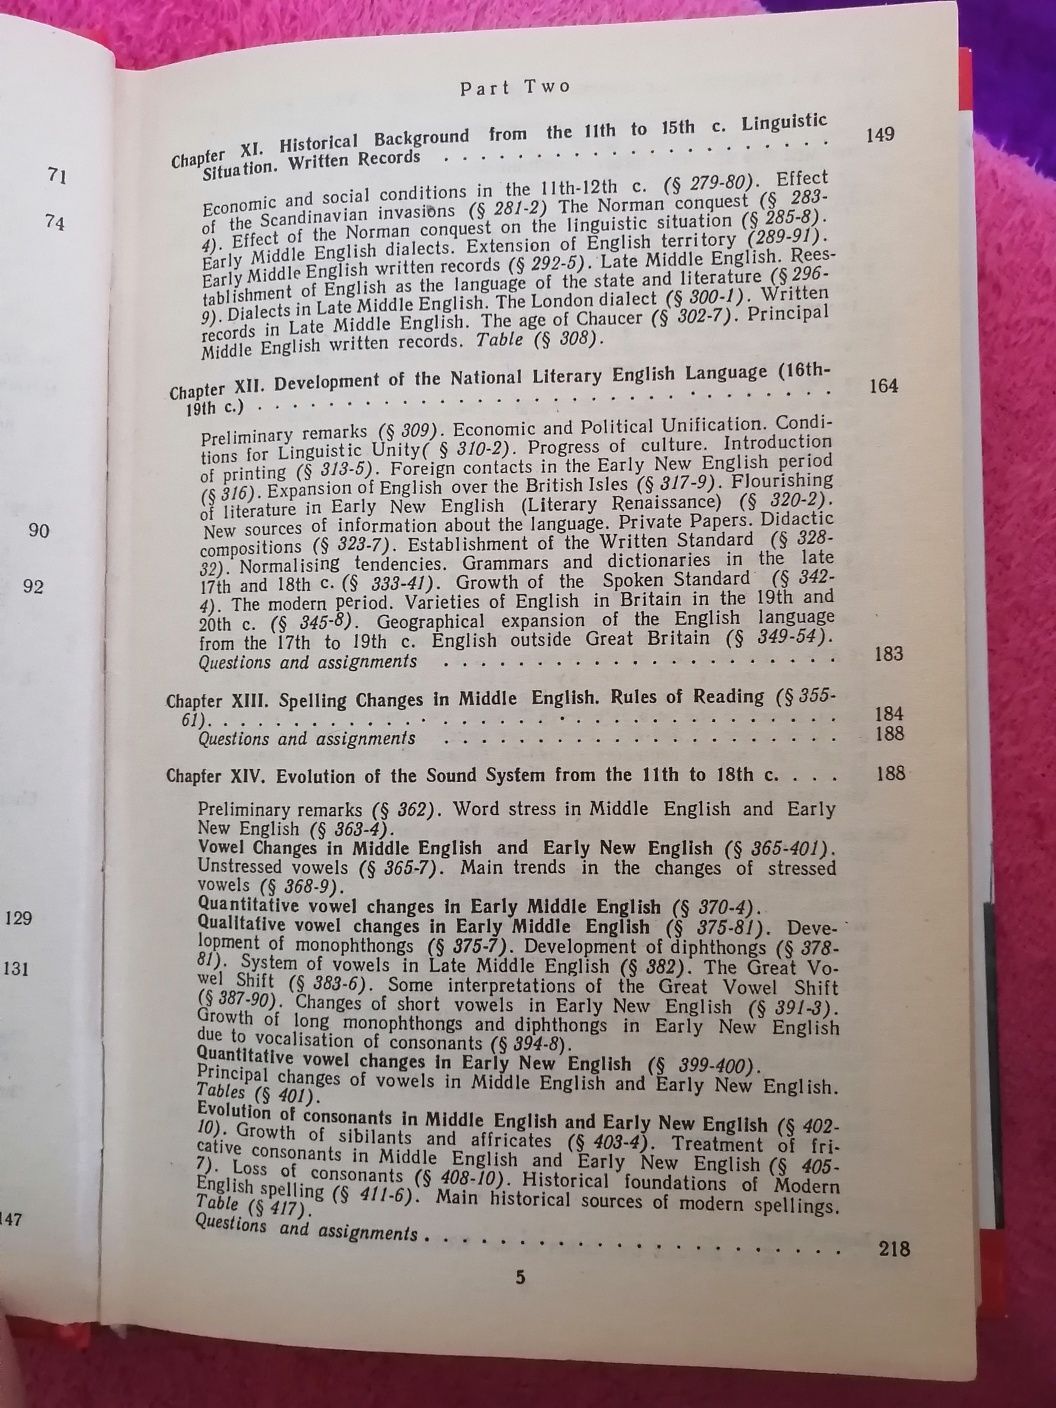 71
74
90
92
129
131
147
Part Two
Chapter XI. Historical Background from the 11th to 15th c. Linguistic
Situation. Written Records . . . . . . . . . . . . . . . . . . . . . 149
Economic and social conditions in the 11th-12th c. (§ 279-80). Effect
of the Scandinavian invasions (§ 281-2) The Norman conquest (§ 283-
4). Effect of the Norman conquest on the linguistic situation (§ 285-8).
Early Middle English dialects. Extension of English territory (289-91).
Early Middle English written records (§ 292-5). Late Middle English. Rees-
tablishment of English as the language of the state and literature (§ 296-
9). Dialects in Late Middle English. The London dialect (§ 300-1). Written
records in Late Middle English. The age of Chaucer (§ 302-7). Principal
Middle English written records. Table (§ 308).
Chapter XII. Development of the National Literary English Language (16th-
19th c.) . . . . . . . . . . . . . . . . . . . . . . . . . . . . . . . . 164
Preliminary remarks (§ 309). Economic and Political Unification. Condi-
tions for Linguistic Unity( § 310-2). Progress of culture. Introduction
of printing (§ 313-5). Foreign contacts in the Early New English period
(§ 316). Expansion of English over the British Isles (§ 317-9). Flourishing
of literature in Early New English (Literary Renaissance) (§ 320-2).
New sources of information about the language. Private Papers. Didactic
compositions (§ 323-7). Establishment of the Written Standard (§ 328-
32). Normalising tendencies. Grammars and dictionaries in the late
17th and 18th c. (§ 333-41). Growth of the Spoken Standard (§ 342-
4). The modern period. Varieties of English in Britain in the 19th and
20th c. (§ 345-8). Geographical expansion of the English language
from the 17th to 19th c. English outside Great Britain (§ 349-54).
Questions and assignments . . . . . . . . . . . . . . . . . . . . . 183
Chapter XIII. Spelling Changes in Middle English. Rules of Reading (§ 355-
61). . . . . . . . . . . . . . . . . . . . . . . . . . . . . . . . . . . 184
Questions and assignments . . . . . . . . . . . . . . . . . . . . . 188
Chapter XIV. Evolution of the Sound System from the 11th to 18th c. . . . . 188
Preliminary remarks (§ 362). Word stress in Middle English and Early
New English (§ 363-4).
Vowel Changes in Middle English and Early New English (§ 365-401).
Unstressed vowels (§ 365-7). Main trends in the changes of stressed
vowels (§ 368-9).
Quantitative vowel changes in Early Middle English (§ 370-4).
Qualitative vowel changes in Early Middle English (§ 375-81). Deve-
lopment of monophthongs (§ 375-7). Development of diphthongs (§ 378-
81). System of vowels in Late Middle English (§ 382). The Great Vo-
wel Shift (§ 383-6). Some interpretations of the Great Vowel Shift
(§ 387-90). Changes of short vowels in Early New English (§ 391-3).
Growth of long monophthongs and diphthongs in Early New English
due to vocalisation of consonants (§ 394-8).
Quantitative vowel changes in Early New English (§ 399-400).
Principal changes of vowels in Middle English and Early New English.
Tables (§ 401).
Evolution of consonants in Middle English and Early New English (§ 402-
10). Growth of sibilants and affricates (§ 403-4). Treatment of fri-
cative consonants in Middle English and Early New English (§ 405-
7). Loss of consonants (§ 408-10). Historical foundations of Modern
English spelling (§ 411-6). Main historical sources of modern spellings.
Table (§ 417).
Questions and assignments . . . . . . . . . . . . . . . . . . . . . . 218
5